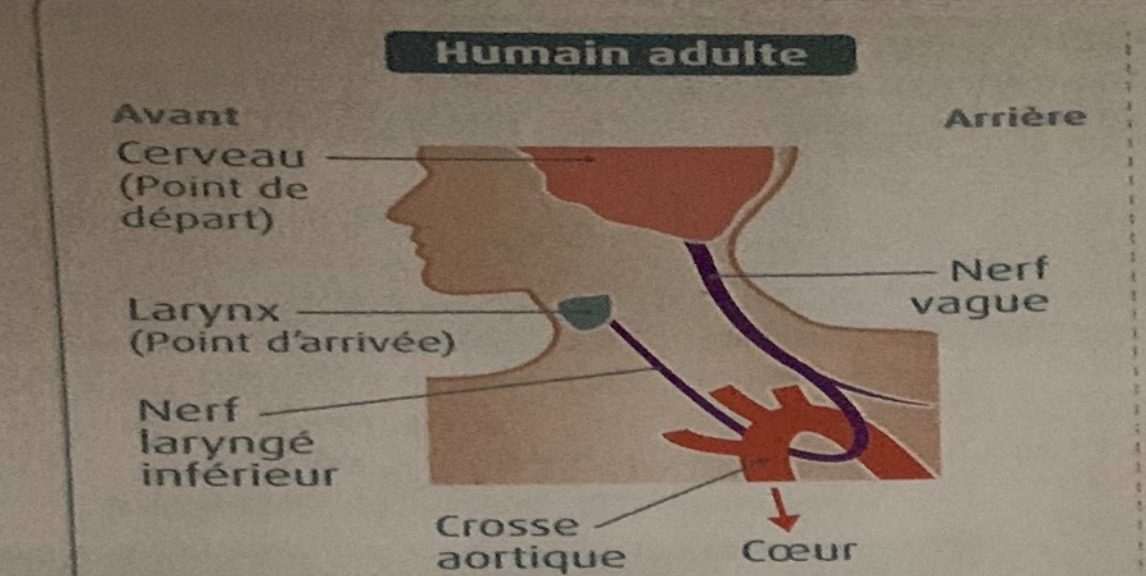 Humain adulte
Avant
Arrière
Cerveau
(Point de
départ)
Nerf
vague
Larynx
(Point d'arrivée)
Nerf
laryngé
inférieur
Crosse
aortique
Cœur